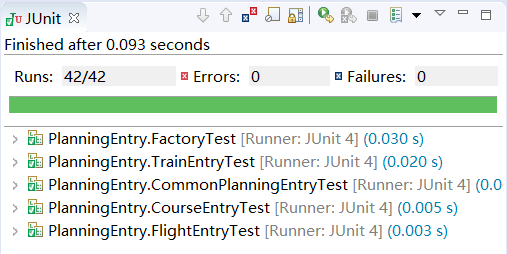 JUnit
Finished after 0.093 seconds
Runs: 42/42 Errors: 0 Failures: 0
PlanningEntry.FactoryTest [Runner: JUnit 4] (0.030 s)
PlanningEntry.TrainEntryTest [Runner: JUnit 4] (0.020 s)
PlanningEntry.CommonPlanningEntryTest [Runner: JUnit 4] (0.0
PlanningEntry.CourseEntryTest [Runner: JUnit 4] (0.005 s)
PlanningEntry.FlightEntryTest [Runner: JUnit 4] (0.003 s)